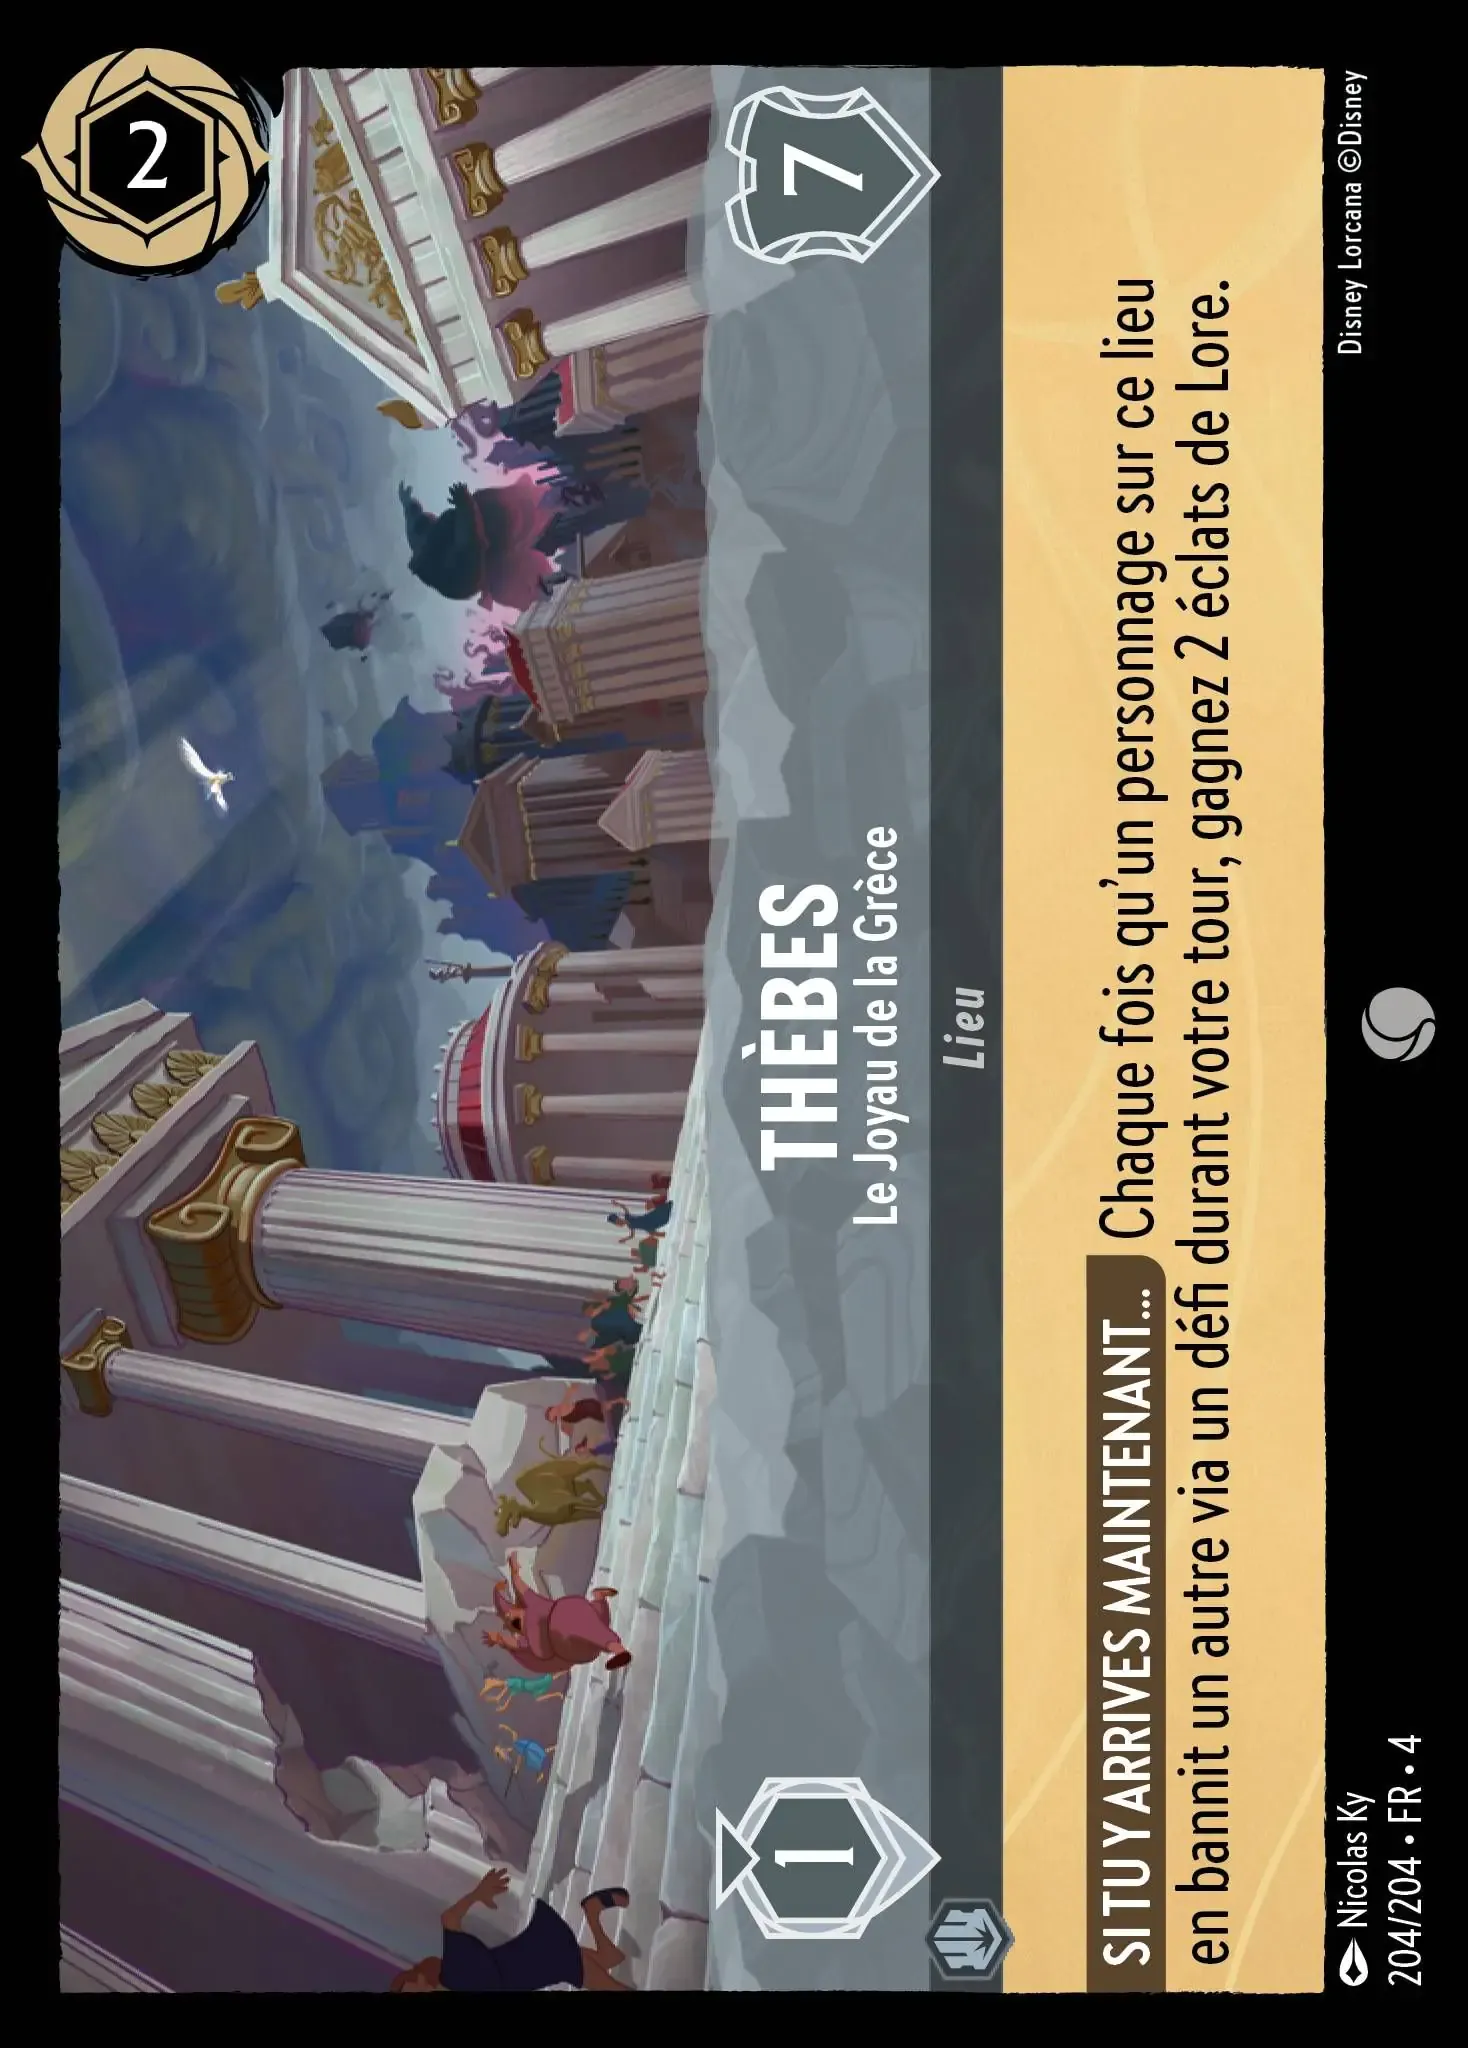 2
THÈBES
Le Joyau de la Grèce
1
7
Lieu
SI TU Y ARRIVES MAINTENANT... Chaque fois qu'un personnage sur ce lieu
en bannit un autre via un défi durant votre tour, gagnez 2 éclats de Lore.
Nicolas Ky
204/204 • FR • 4
Disney Lorcana ©Disney